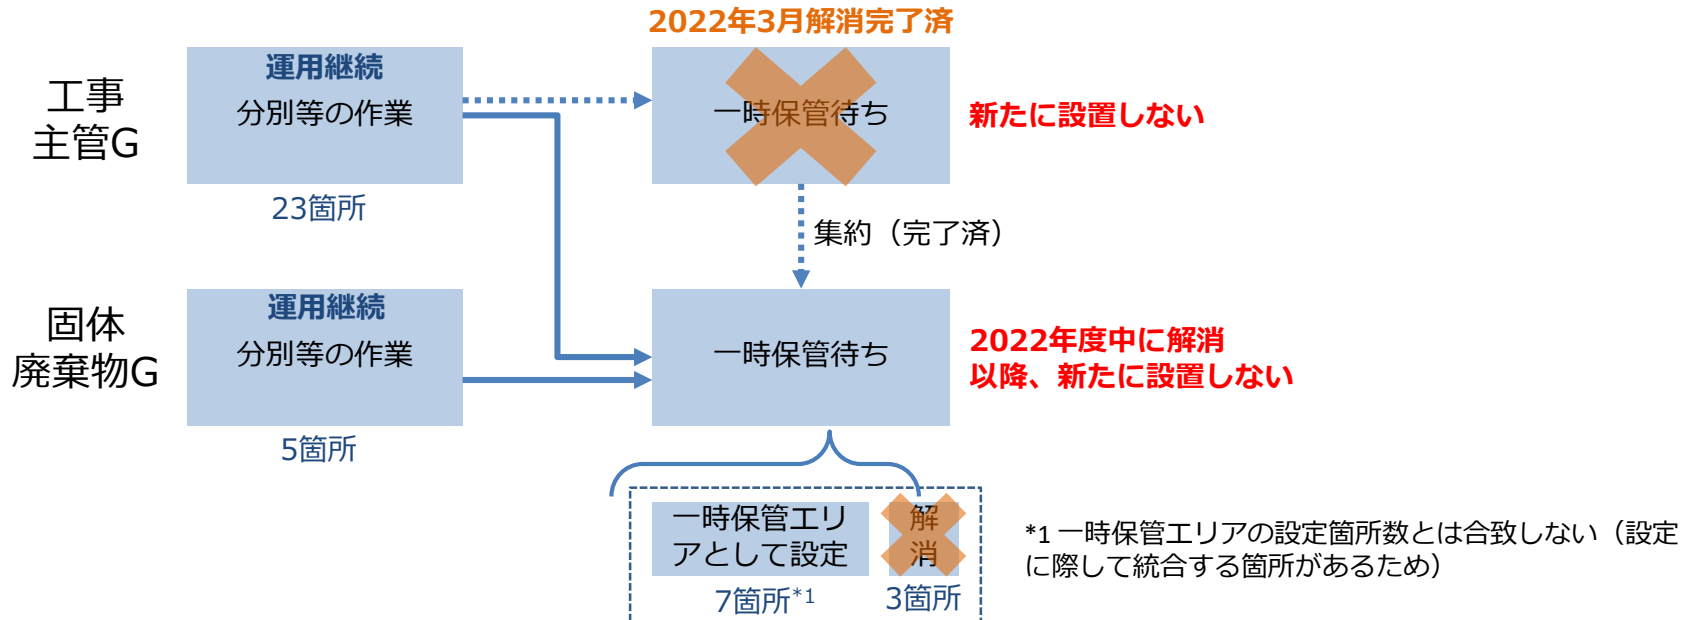 2022年3月解消完了済
工事
主管G
運用継続
分別等の作業
23箇所
一時保管待ち
新たに設置しない
集約（完了済）
固体
廃棄物G
運用継続
分別等の作業
5箇所
一時保管待ち
2022年度中に解消
以降、新たに設置しない
一時保管エリ
アとして設定
7箇所*1
解
消
3箇所
*1 一時保管エリアの設定箇所数とは合致しない（設定
に際して統合する箇所があるため）